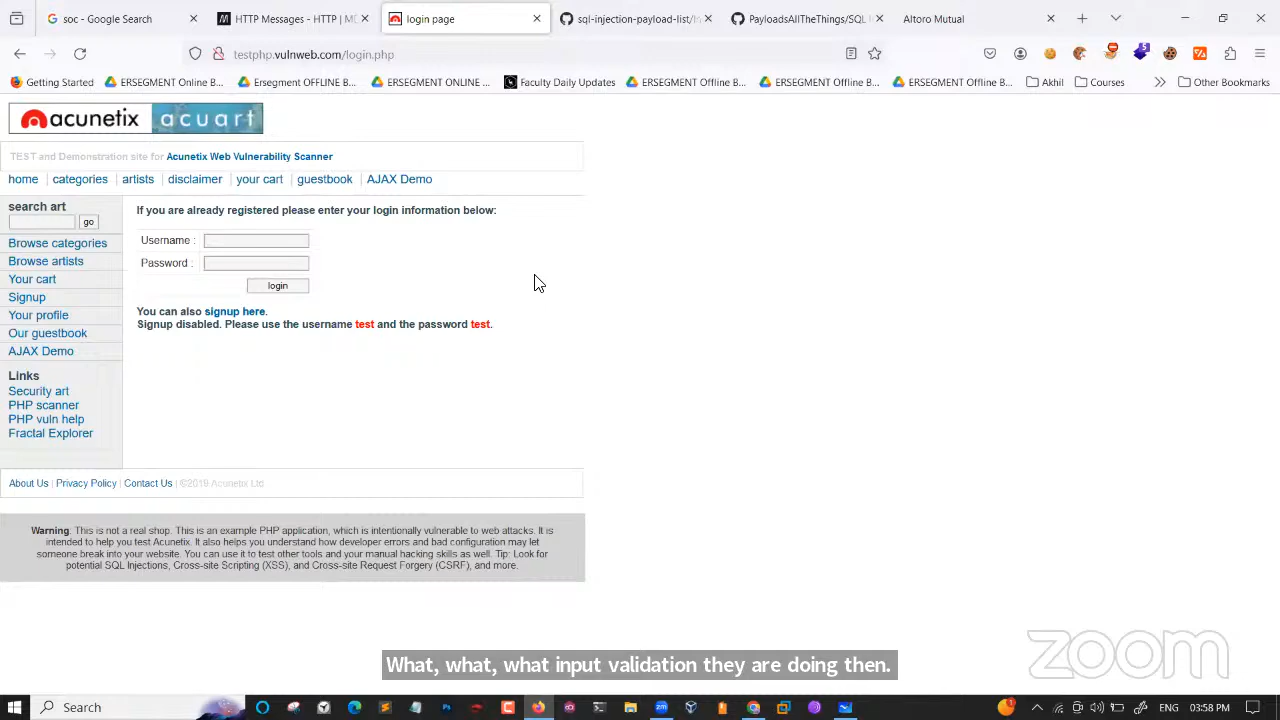 soc - Google Search
HTTP Messages - HTTP | M
login page
sql-injection-payload-list/In
PayloadsAllTheThings/SQL
Altoro Mutual
testphp.vulnweb.com/login.php
5
Getting Started
ERSEGMENT Online B...
Ersegment OFFLINE B...
ERSEGMENT ONLINE ...
Faculty Daily Updates
ERSEGMENT Offline B...
ERSEGMENT Offline B...
ERSEGMENT Offline B...
Akhil
Courses
Other Bookmarks
acunetix acuart
TEST and Demonstration site for Acunetix Web Vulnerability Scanner
home | categories | artists | disclaimer | your cart | guestbook | AJAX Demo
search art
go
Browse categories
Browse artists
Your cart
Signup
Your profile
Our guestbook
AJAX Demo
Links
Security art
PHP scanner
PHP vuln help
Fractal Explorer
If you are already registered please enter your login information below:
Username :
Password :
login
You can also signup here.
Signup disabled. Please use the username test and the password test.
About Us | Privacy Policy | Contact Us | ©2019 Acunetix Ltd
Warning: This is not a real shop. This is an example PHP application, which is intentionally vulnerable to web attacks. It is
intended to help you test Acunetix. It also helps you understand how developer errors and bad configuration may let
someone break into your website. You can use it to test other tools and your manual hacking skills as well. Tip: Look for
potential SQL Injections, Cross-site Scripting (XSS), and Cross-site Request Forgery (CSRF), and more.
zoom
What, what, what input validation they are doing then.
Search
ENG
03:58 PM